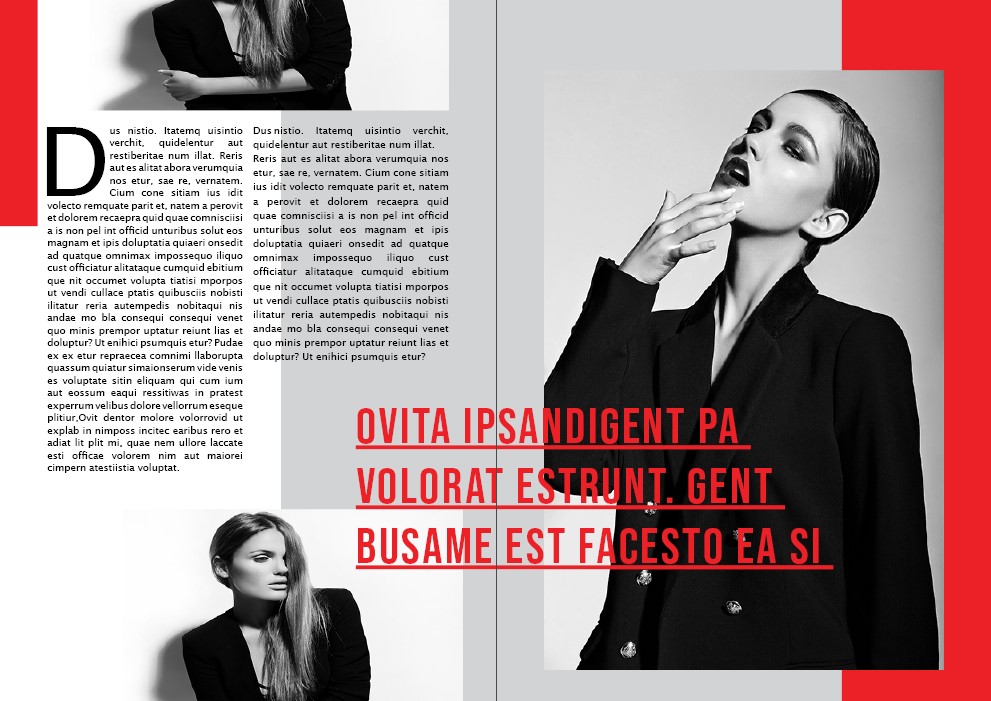 Dus nistio. Itatemq uisintio
verchit, quidelentur aut
restiberitae num illat. Reris
aut es alitat abora verumquia
nos etur, sae re, vernatem.
Cium cone sitiam ius idit
volecto remquate parit et, natem a perovit
et dolorem recaepra quid quae comnisciisi
a is non pel int officid unturibus solut eos
magnam et ipis doluptatia quiaeri onsedit
ad quatque omnimax impossequo iliquo
cust officiatur alitataque cumquid ebitium
que nit occumet volupta tiatisi mporpos
ut vendi cullace ptatis quibusciis nobisti
ilitatur reria autempedis nobitaqui nis
andae mo bla consequi consequi venet
quo minis prempor uptatur reiunt lias et
doluptur? Ut enihici psumquis etur? Pudae
ex ex etur repraecea comnimi llaborupta
quassum quiatur simaionserum vide venis
es voluptate sitin eliquam qui cum ium
aut eossum eaqui ressitiwas in pratest
experrum velibus dolore vellorrum eseque
plitiur,Ovit dentor molore volorrovid ut
explab in nimposs incitec earibus rero et
adiat lit plit mi, quae nem ullore laccate
esti officae volorem nim aut maiorei
cimpern atestiistia voluptat.
Dus nistio. Itatemq uisintio verchit,
quidelentur aut restiberitae num illat.
Reris aut es alitat abora verumquia nos
etur, sae re, vernatem. Cium cone sitiam
ius idit volecto remquate parit et, natem
a perovit et dolorem recaepra quid
quae comnisciisi a is non pel int officid
unturibus solut eos magnam et ipis
doluptatia quiaeri onsedit ad quatque
omnimax impossequo iliquo cust
officiatur alitataque cumquid ebitium
que nit occumet volupta tiatisi mporpos
ut vendi cullace ptatis quibusciis nobisti
ilitatur reria autempedis nobitaqui nis
andae mo bla consequi consequi venet
quo minis prempor uptatur reiunt lias et
doluptur? Ut enihici psumquis etur?
OVITA IPSANDIGENT PA
VOLORAT ESTRUNT. GENT
BUSAME EST FACESTO EA SI